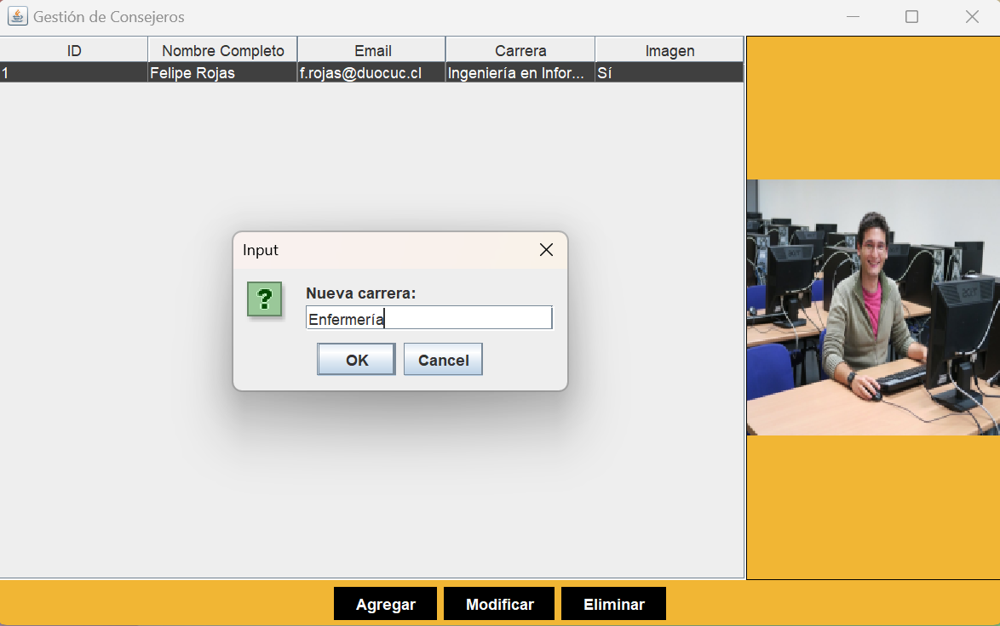 Gestión de Consejeros
ID Nombre Completo Email Carrera Imagen
1 Felipe Rojas f.rojas@duocuc.cl Ingeniería en Infor... Sí
Input
?
Nueva carrera:
Enfermería
OK Cancel
acer
Agregar Modificar Eliminar